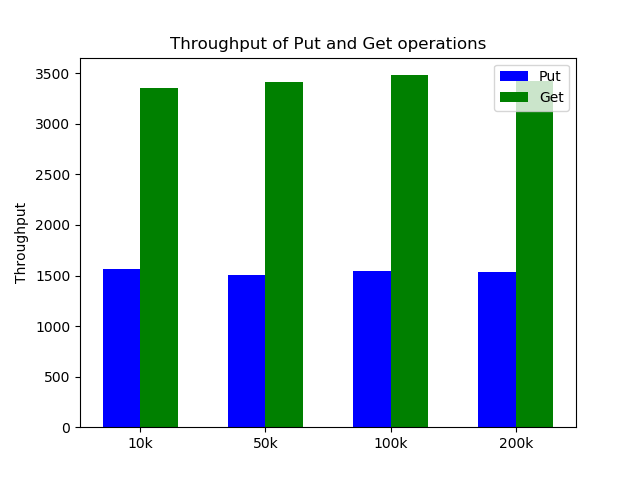 Throughput of Put and Get operations
Put
Get
Throughput
3500
3000
2500
2000
1500
1000
500
0
10k
50k
100k
200k